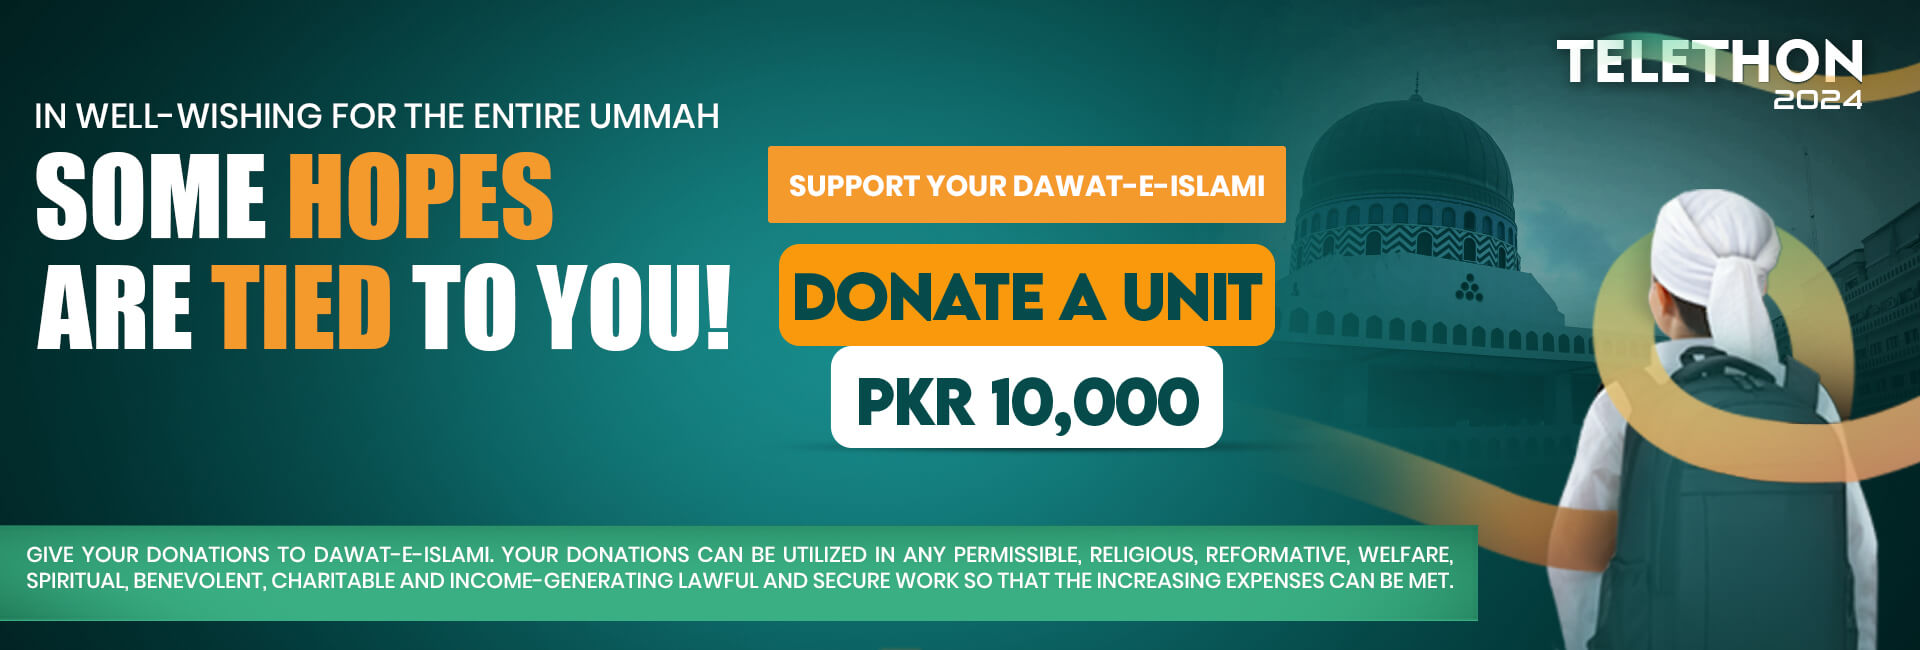 TELETHON
2024
IN WELL-WISHING FOR THE ENTIRE UMMAH
SOME HOPES
ARE TIED TO YOU!
SUPPORT YOUR DAWAT-E-ISLAMI
DONATE A UNIT
PKR 10,000
GIVE YOUR DONATIONS TO DAWAT-E-ISLAMI. YOUR DONATIONS CAN BE UTILIZED IN ANY PERMISSIBLE, RELIGIOUS, REFORMATIVE, WELFARE,
SPIRITUAL, BENEVOLENT, CHARITABLE AND INCOME-GENERATING LAWFUL AND SECURE WORK SO THAT THE INCREASING EXPENSES CAN BE MET.